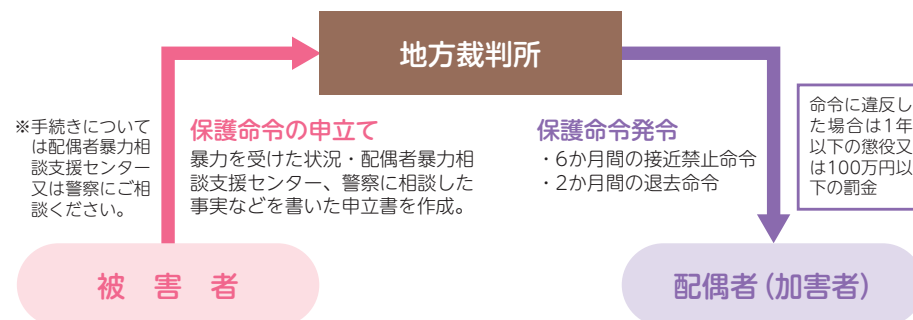 地方裁判所
※手続きについて
は配偶者暴力相
談支援センター
又は警察にご相
談ください。
保護命令の申立て
暴力を受けた状況・配偶者暴力相
談支援センター、警察に相談した
事実などを書いた申立書を作成。
保護命令発令
・6か月間の接近禁止命令
・2か月間の退去命令
命令に違反し
た場合は1年
以下の懲役又
は100万円以
下の罰金
被害者
配偶者(加害者)